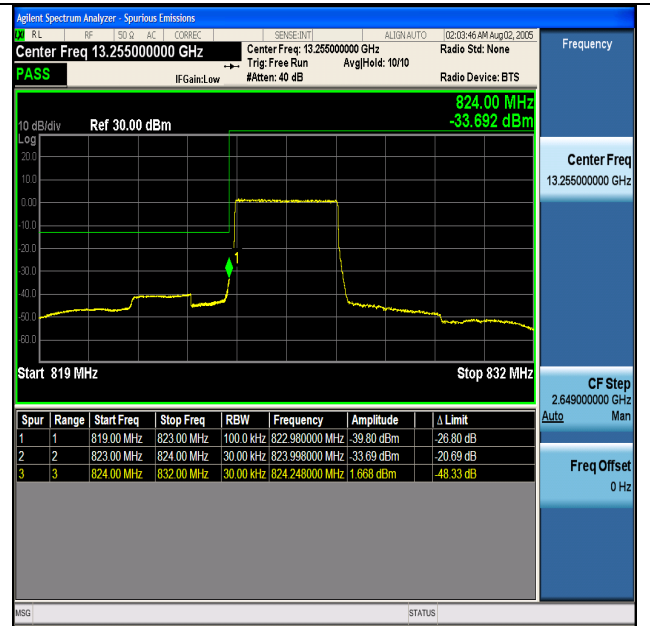 Agilent Spectrum Analyzer - Spurious Emissions
LXI RL RF 50 Ω AC CORREC SENSE:INT ALIGN AUTO 02:03:46 AM Aug 02, 2005
Center Freq 13.255000000 GHz
Center Freq: 13.255000000 GHz
Radio Std: None
Trig: Free Run Avg|Hold: 10/10
PASS
IFGain:Low
#Atten: 40 dB
Radio Device: BTS
824.00 MHz
-33.692 dBm
10 dB/div Ref 30.00 dBm
Log
20.0
10.0
0.00
-10.0
-20.0
1
-30.0
-40.0
-50.0
-60.0
Start 819 MHz
Stop 832 MHz
Spur Range Start Freq Stop Freq RBW Frequency Amplitude Δ Limit
1 1 819.00 MHz 823.00 MHz 100.0 kHz 822.980000 MHz -39.80 dBm -26.80 dB
2 2 823.00 MHz 824.00 MHz 30.00 kHz 823.998000 MHz -33.69 dBm -20.69 dB
3 3 824.00 MHz 832.00 MHz 30.00 kHz 824.248000 MHz 1.668 dBm -48.33 dB
MSG
STATUS
Frequency
Center Freq
13.255000000 GHz
CF Step
2.649000000 GHz
Auto Man
Freq Offset
0 Hz